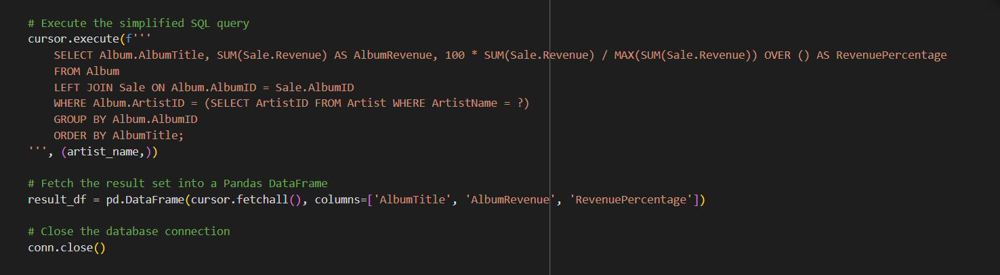 # Execute the simplified SQL query
cursor.execute(f'''
    SELECT Album.AlbumTitle, SUM(Sale.Revenue) AS AlbumRevenue, 100 * SUM(Sale.Revenue) / MAX(SUM(Sale.Revenue)) OVER () AS RevenuePercentage
    FROM Album
    LEFT JOIN Sale ON Album.AlbumID = Sale.AlbumID
    WHERE Album.ArtistID = (SELECT ArtistID FROM Artist WHERE ArtistName = ?)
    GROUP BY Album.AlbumID
    ORDER BY AlbumTitle;
''', (artist_name,))
# Fetch the result set into a Pandas DataFrame
result_df = pd.DataFrame(cursor.fetchall(), columns=['AlbumTitle', 'AlbumRevenue', 'RevenuePercentage'])
# Close the database connection
conn.close()